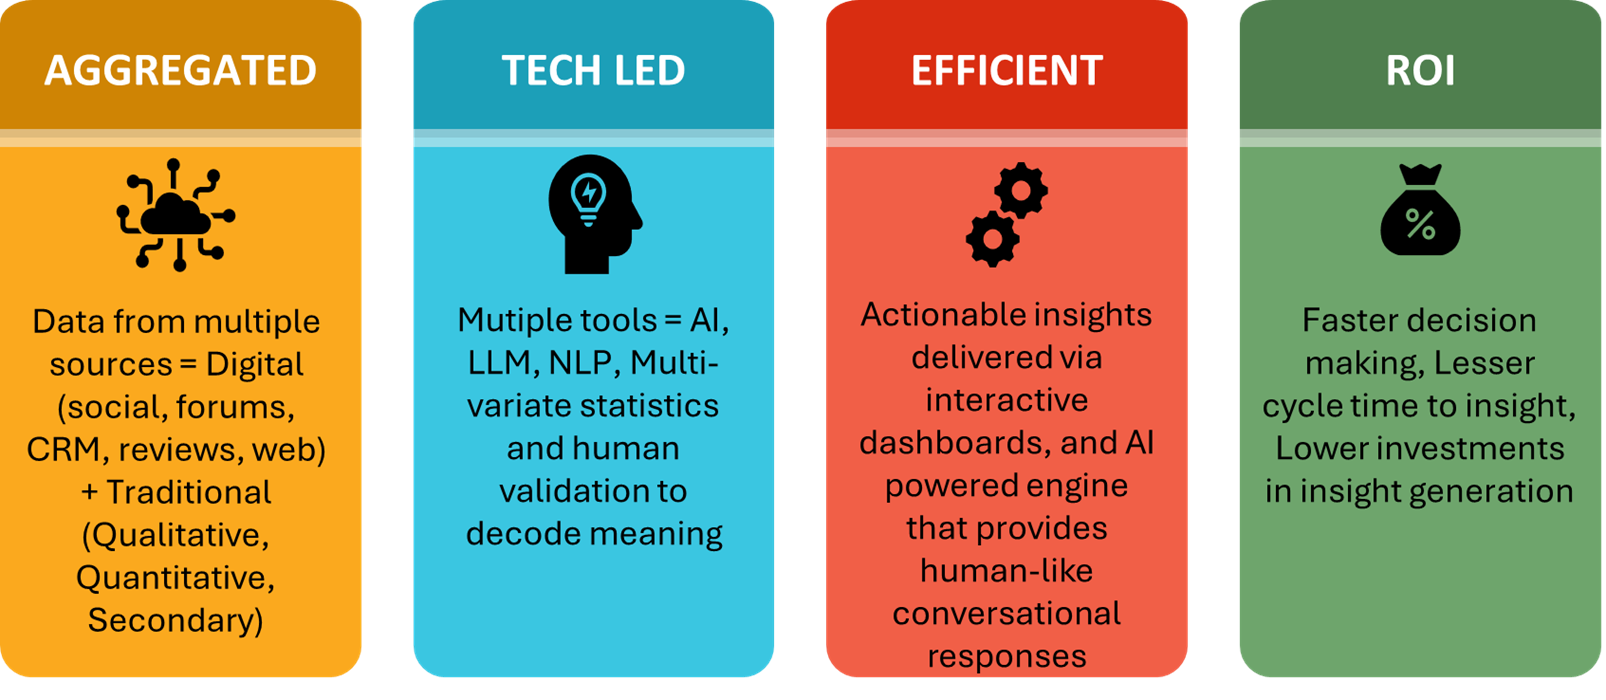 AGGREGATED
Data from multiple
sources = Digital
(social, forums,
CRM, reviews, web)
+ Traditional
(Qualitative,
Quantitative,
Secondary)
TECH LED
Mutiple tools = AI,
LLM, NLP, Multi-
variate statistics
and human
validation to
decode meaning
EFFICIENT
Actionable insights
delivered via
interactive
dashboards, and AI
powered engine
that provides
human-like
conversational
responses
ROI
%
Faster decision
making, Lesser
cycle time to insight,
Lower investments
in insight generation